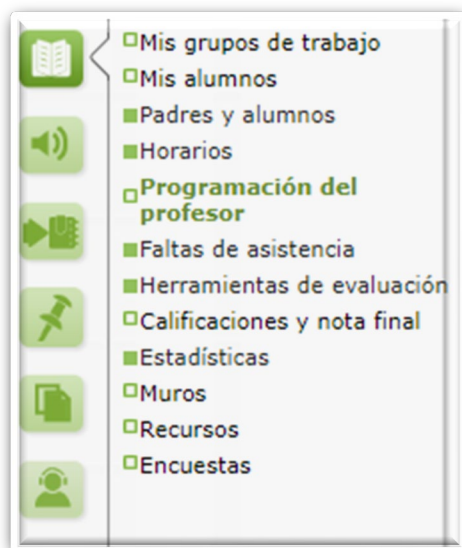 Mis grupos de trabajo
Mis alumnos
Padres y alumnos
Horarios
Programación del
profesor
Faltas de asistencia
Herramientas de evaluación
Calificaciones y nota final
Estadísticas
Muros
Recursos
Encuestas